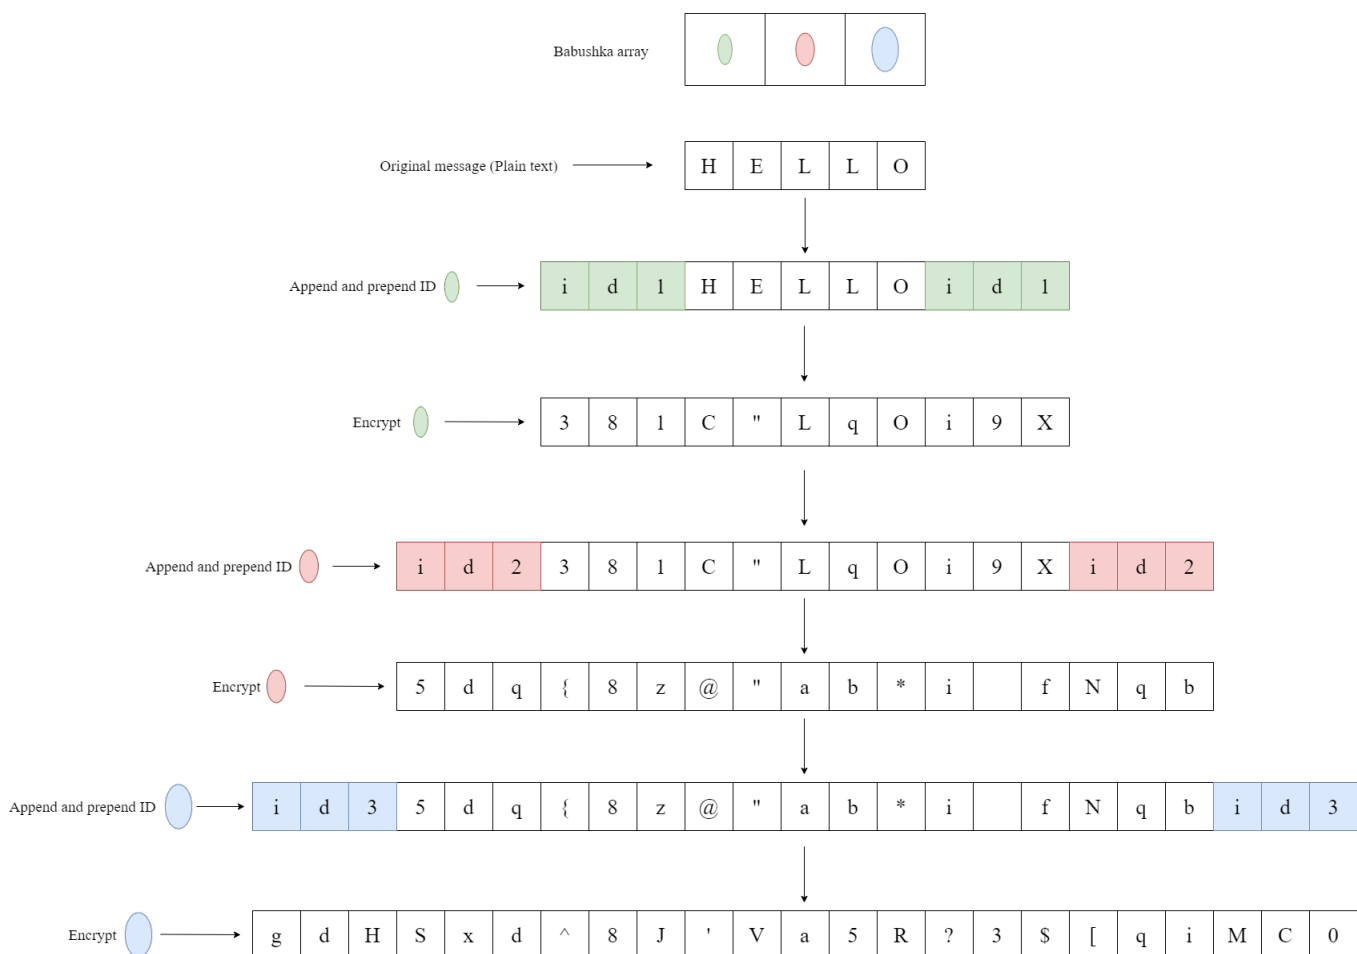 Babushka array
Original message (Plain text) H E L L O
Append and prepend ID i d 1 H E L L O i d 1
Encrypt 3 8 1 C " L q O i 9 X
Append and prepend ID i d 2 3 8 1 C " L q O i 9 X i d 2
Encrypt 5 d q { 8 z @ " a b * i f N q b
Append and prepend ID i d 3 5 d q { 8 z @ " a b * i f N q b i d 3
Encrypt g d H S x d ^ 8 J ' V a 5 R ? 3 $ [ q i M C 0